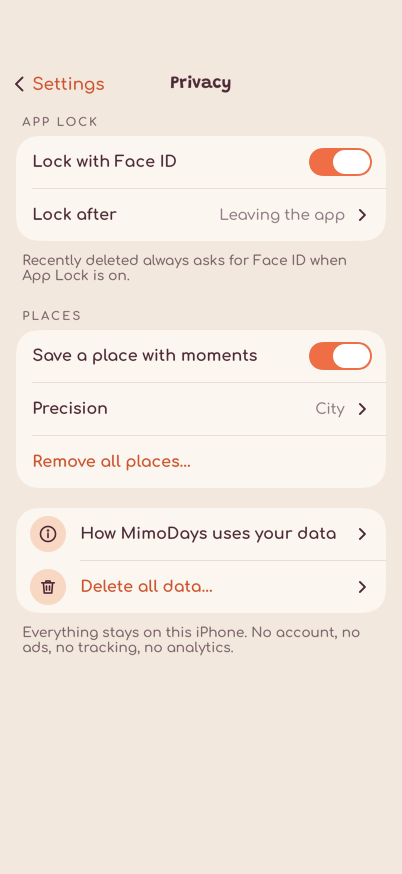 Settings
Privacy
APP LOCK
Lock with Face ID
Lock after
Leaving the app
Recently deleted always asks for Face ID when
App Lock is on.
PLACES
Save a place with moments
Precision
City
Remove all places...
How MimoDays uses your data
Delete all data...
Everything stays on this iPhone. No account, no
ads, no tracking, no analytics.